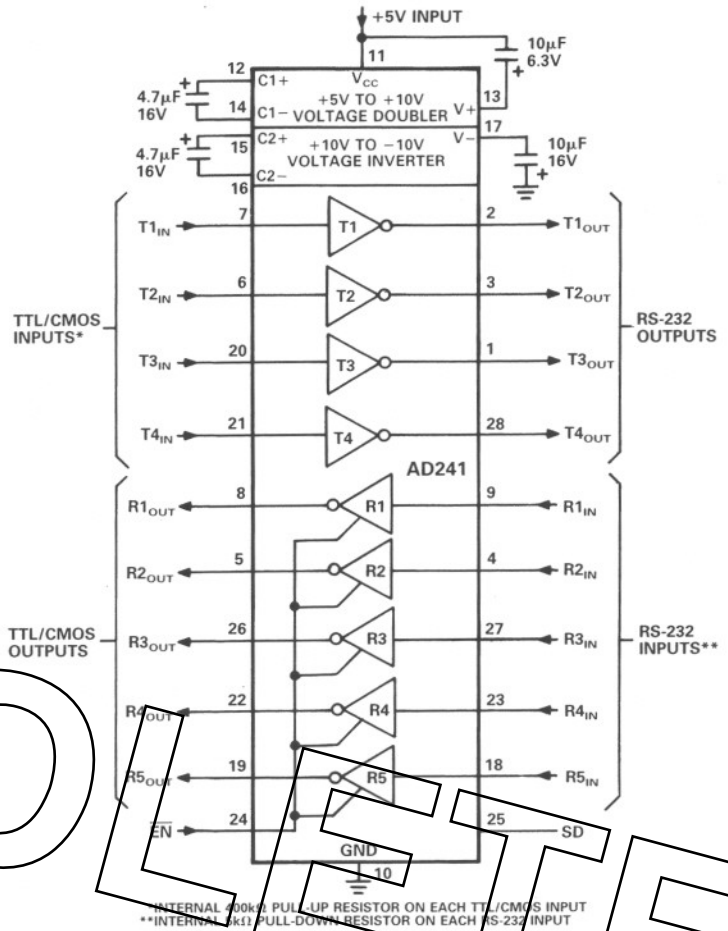 +5V INPUT
11
10μF
6.3V
+
12
+
4.7μF
16V
14
C1+
C1−
VCC
+5V TO +10V
VOLTAGE DOUBLER
V+
13
+
4.7μF
16V
15
16
C2+
C2−
+10V TO −10V
VOLTAGE INVERTER
V−
17
10μF
16V
+
TTL/CMOS
INPUTS*
T1IN 7 T1 2 T1OUT
T2IN 6 T2 3 T2OUT
T3IN 20 T3 1 T3OUT
T4IN 21 T4 28 T4OUT
RS-232
OUTPUTS
AD241
TTL/CMOS
OUTPUTS
R1OUT 8 R1 9 R1IN
R2OUT 5 R2 4 R2IN
R3OUT 26 R3 27 R3IN
R4OUT 22 R4 23 R4IN
R5OUT 19 R5 18 R5IN
RS-232
INPUTS**
E̅N̅ 24 25 SD
GND
10
*INTERNAL 400kΩ PULL-UP RESISTOR ON EACH TTL/CMOS INPUT
**INTERNAL 5kΩ PULL-DOWN RESISTOR ON EACH RS-232 INPUT
OLETE